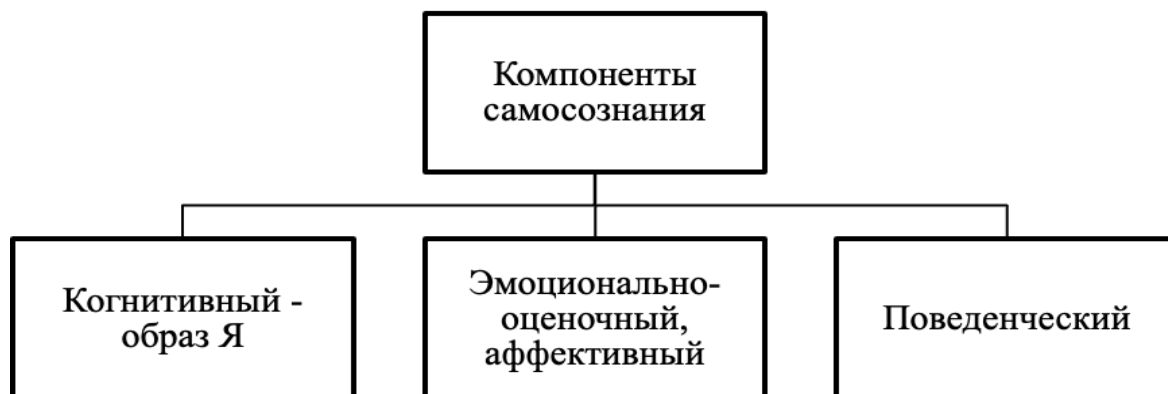 Компоненты
самосознания
Когнитивный -
образ Я
Эмоционально-
оценочный,
аффективный
Поведенческий